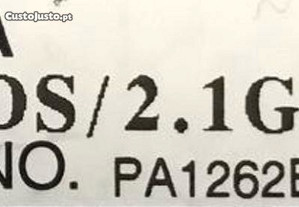 CustoJusto.pt
A
OS/2.1G
NO. PA1262E